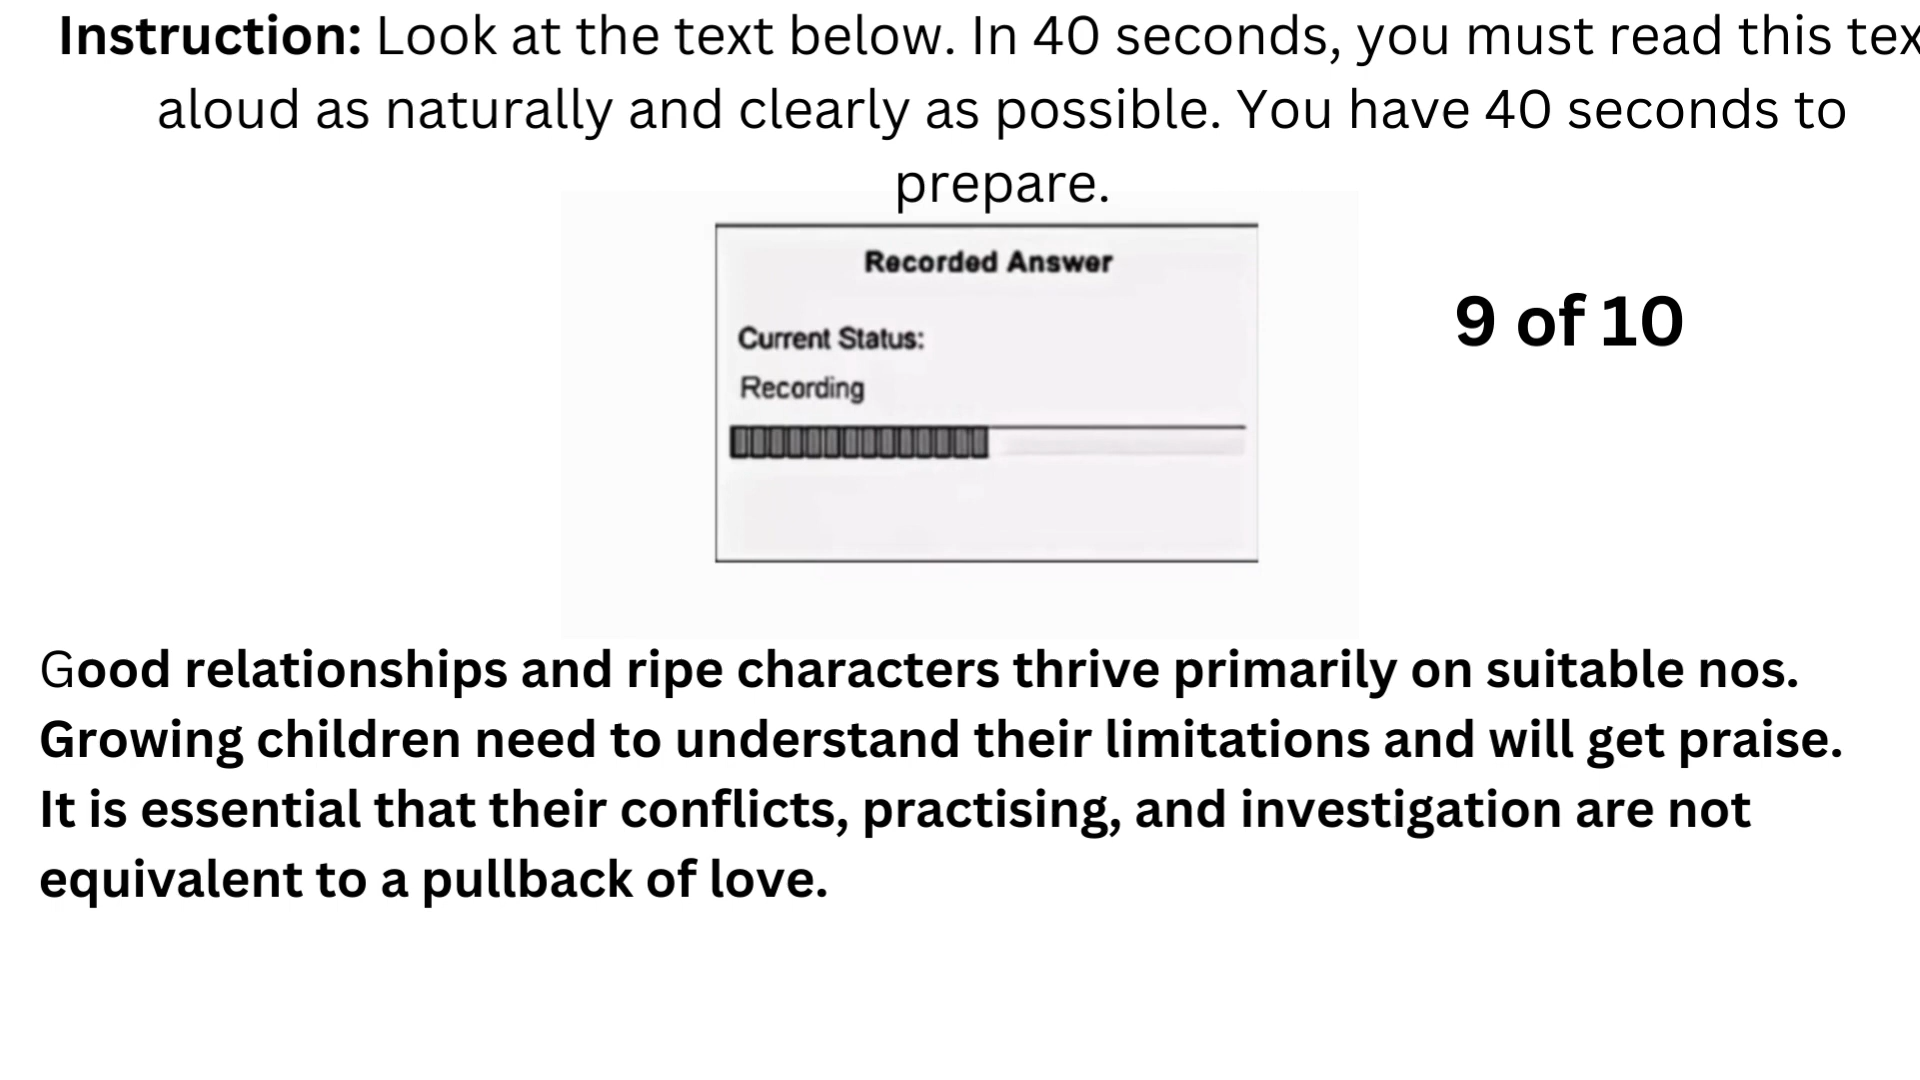 Instruction: Look at the text below. In 40 seconds, you must read this tex
aloud as naturally and clearly as possible. You have 40 seconds to
prepare.
Recorded Answer
Current Status:
Recording
9 of 10
Good relationships and ripe characters thrive primarily on suitable nos.
Growing children need to understand their limitations and will get praise.
It is essential that their conflicts, practising, and investigation are not
equivalent to a pullback of love.